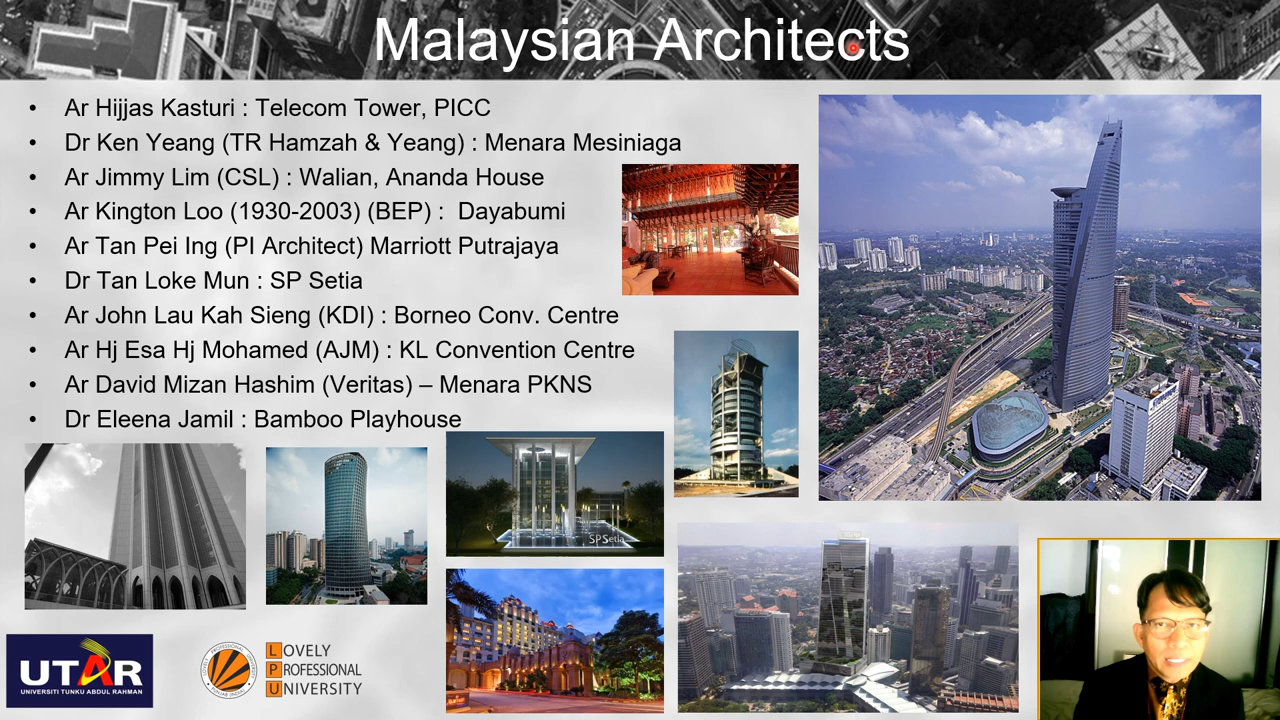 Malaysian Architects
• Ar Hijjas Kasturi : Telecom Tower, PICC
• Dr Ken Yeang (TR Hamzah & Yeang) : Menara Mesiniaga
• Ar Jimmy Lim (CSL) : Walian, Ananda House
• Ar Kington Loo (1930-2003) (BEP) : Dayabumi
• Ar Tan Pei Ing (PI Architect) Marriott Putrajaya
• Dr Tan Loke Mun : SP Setia
• Ar John Lau Kah Sieng (KDI) : Borneo Conv. Centre
• Ar Hj Esa Hj Mohamed (AJM) : KL Convention Centre
• Ar David Mizan Hashim (Veritas) – Menara PKNS
• Dr Eleena Jamil : Bamboo Playhouse
SPSetia
UTAR
UNIVERSITI TUNKU ABDUL RAHMAN
LOVELY
PROFESSIONAL
UNIVERSITY